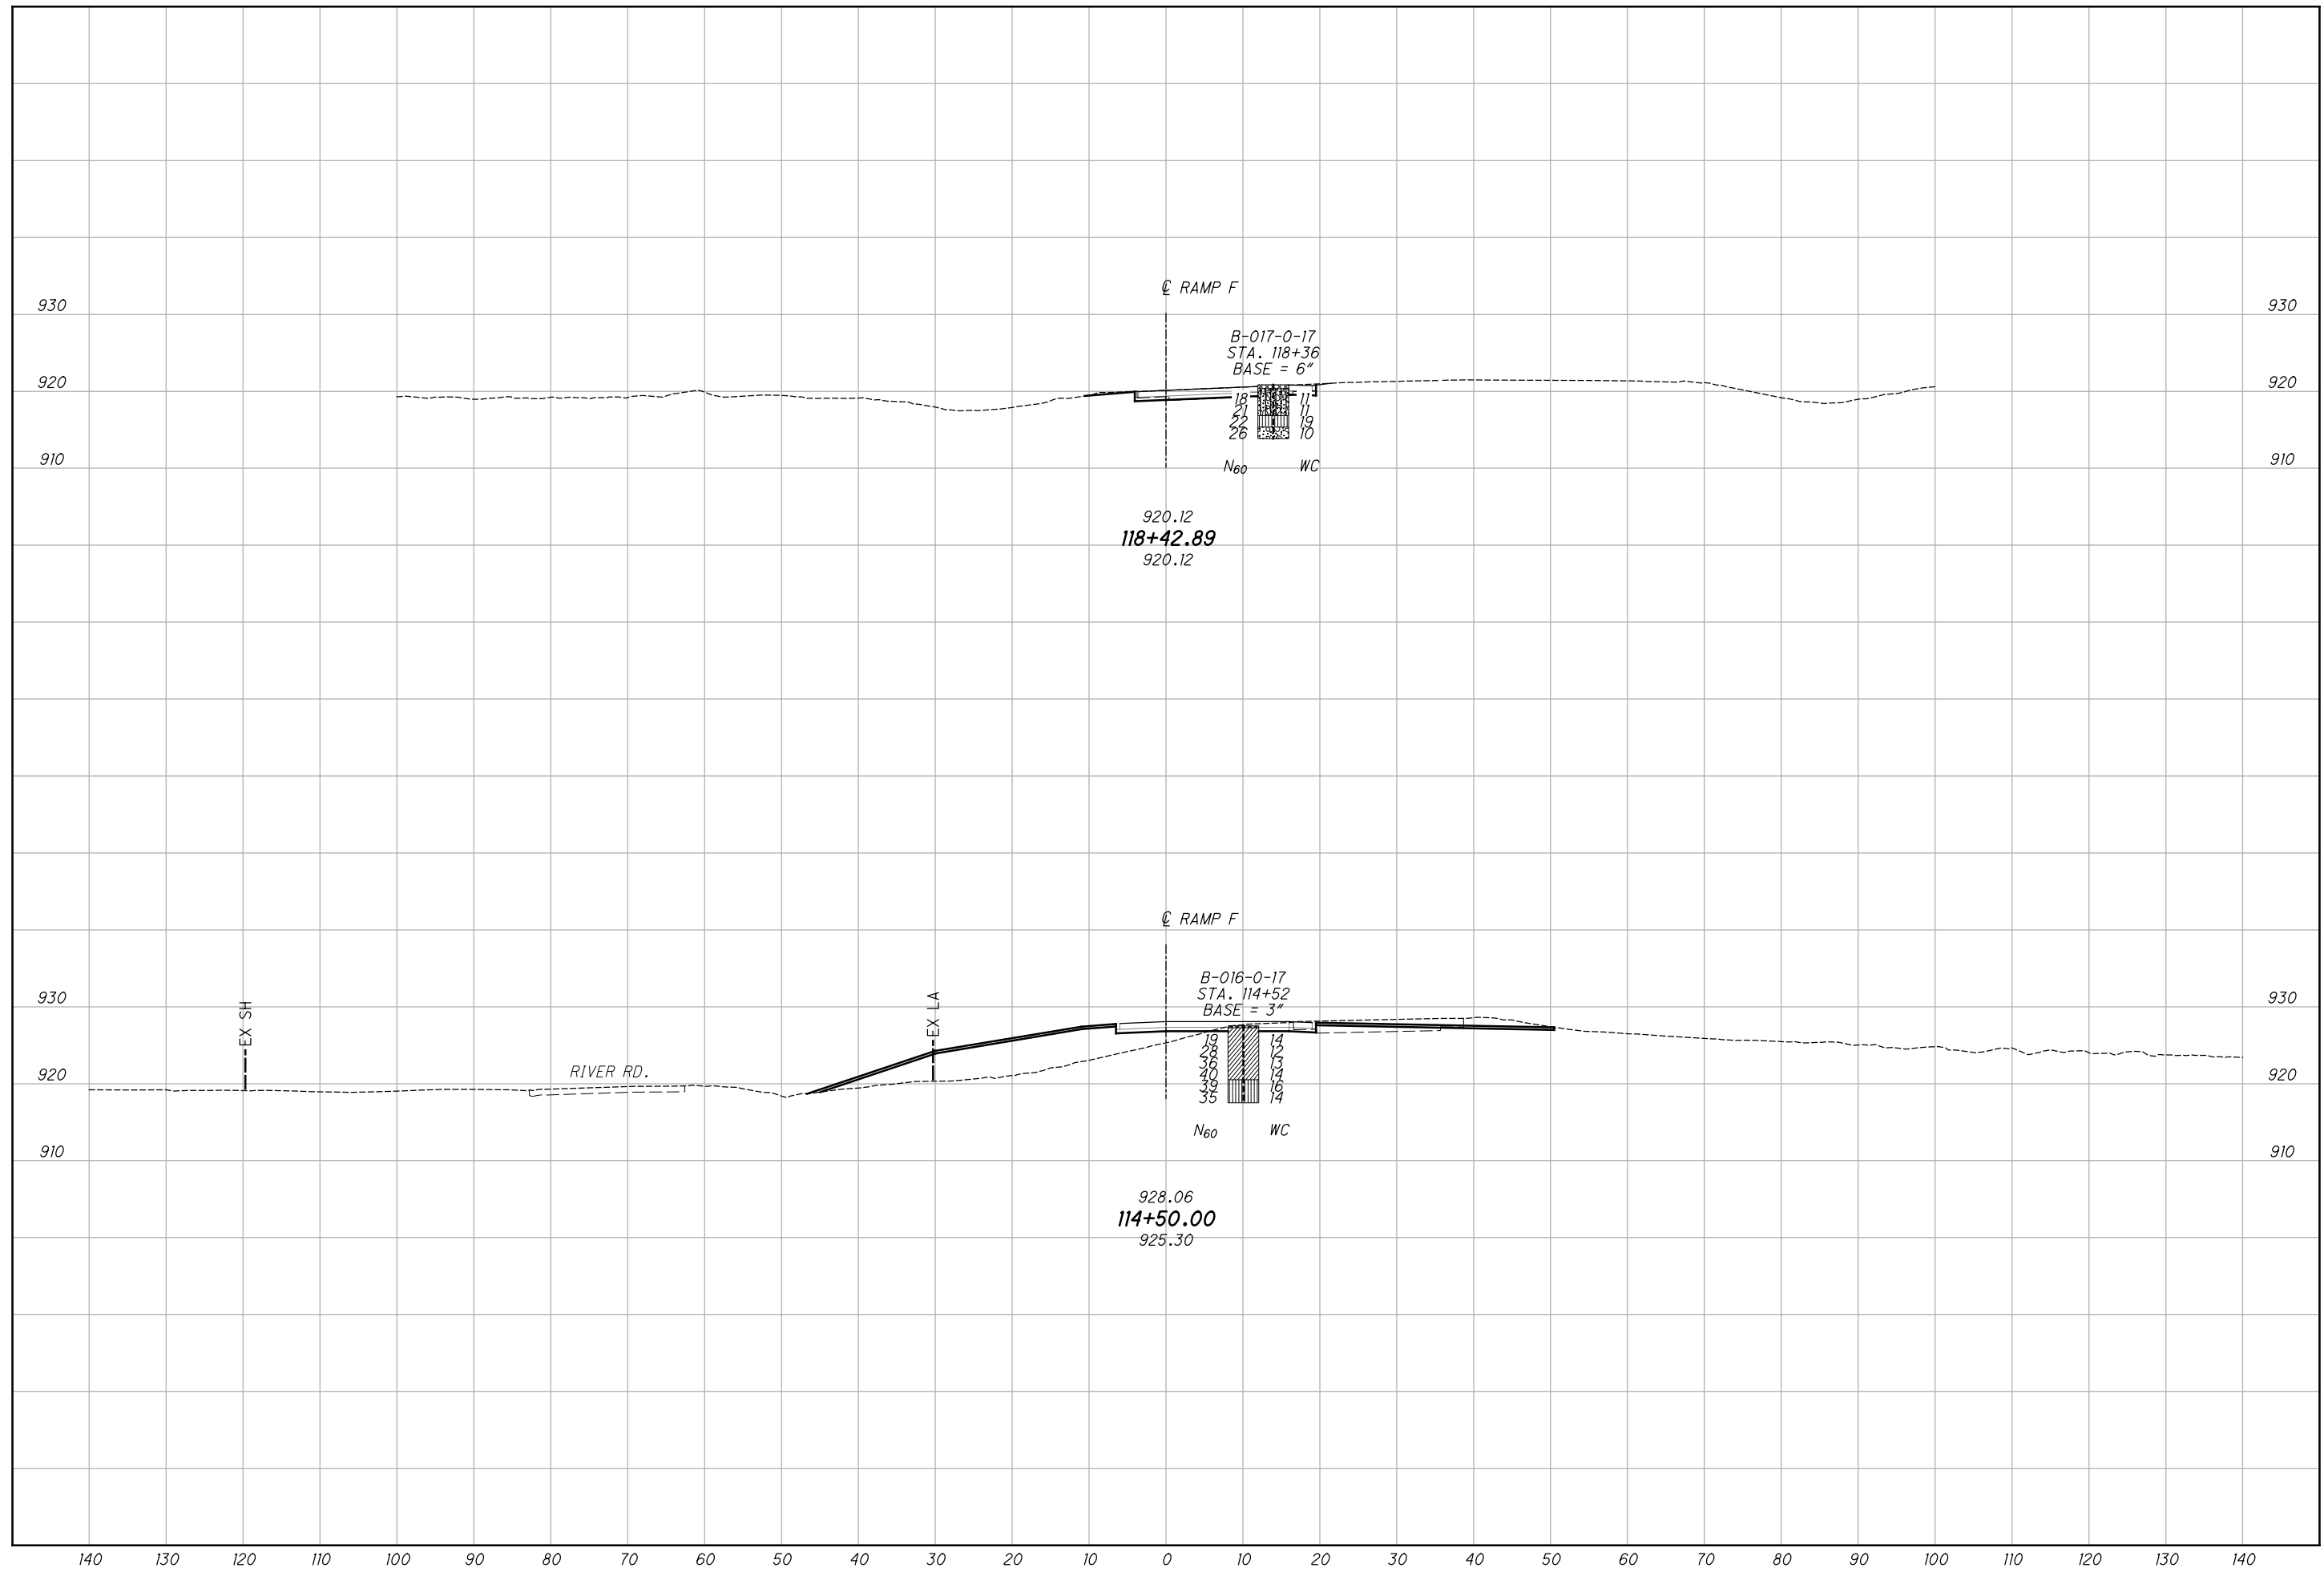 ℄ RAMP F
930 930
B-017-0-17
STA. 118+36
BASE = 6"
920 920
18 11
21 11
22 19
26 10
910 N60 WC 910
920.12
118+42.89
920.12
℄ RAMP F
B-016-0-17
STA. 114+52
BASE = 3"
930 930
EX SH
EX LA
RIVER RD.
920 920
19 14
28 12
36 13
40 14
39 16
35 14
N60 WC
910 910
928.06
114+50.00
925.30
140 130 120 110 100 90 80 70 60 50 40 30 20 10 0 10 20 30 40 50 60 70 80 90 100 110 120 130 140